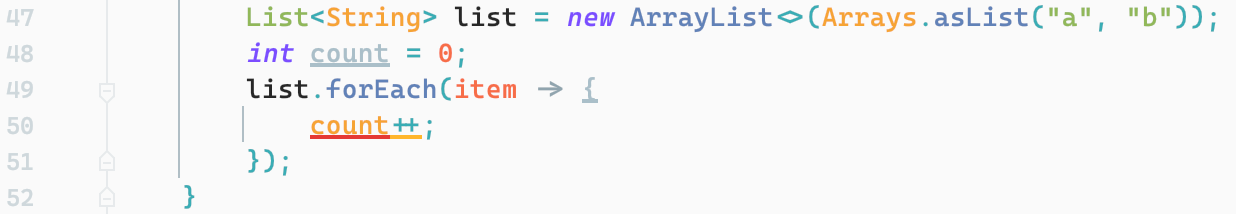 47 List<String> list = new ArrayList<>(Arrays.asList("a", "b"));
48 int count = 0;
49 list.forEach(item -> {
50 count++;
51 });
52 }